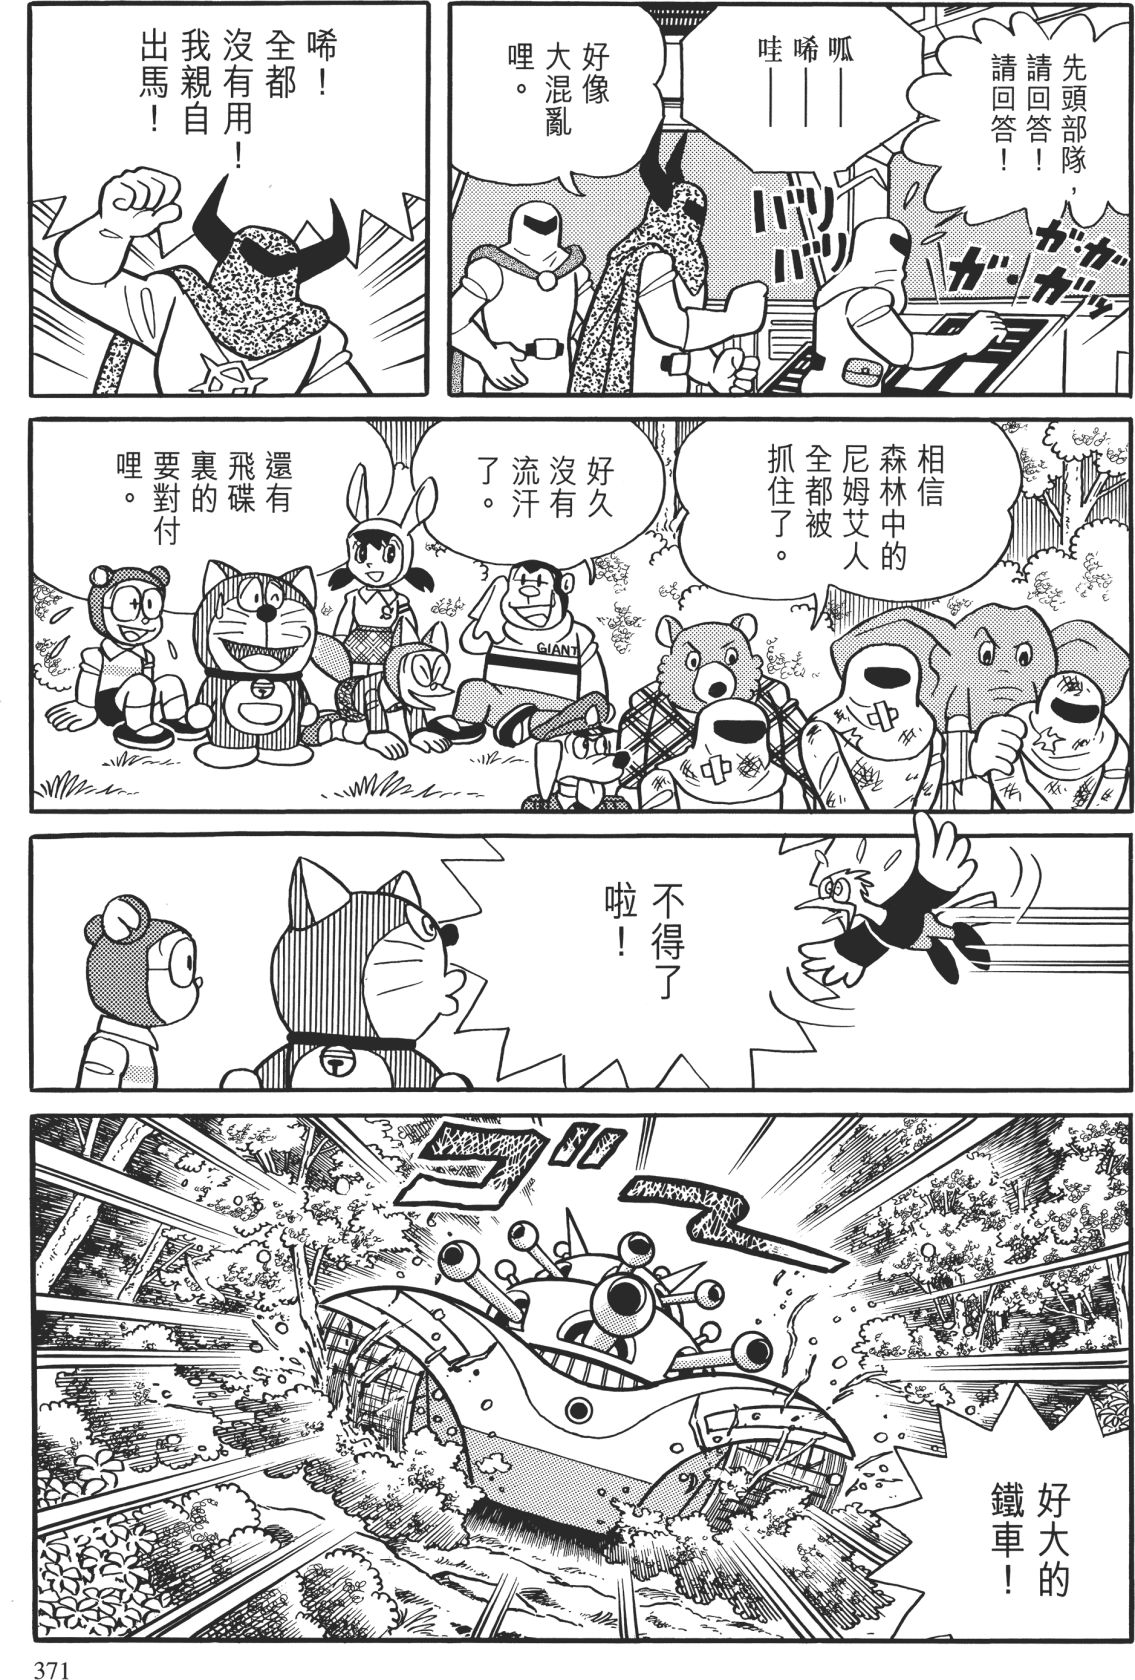 先頭部隊,
請回答！
請回答！
呱——
唏——
哇——
好像
大混亂
哩。
ガ・ガ
ガ・ガッ
バリ
バリ
唏！
全都
沒有用！
我親自
出馬！
相信
森林中的
尼姆艾人
全都被
抓住了。
好久
沒有
流汗
了。
還有
飛碟
裏的
要對付
哩。
GIANT
不得了
啦！
好大的
鐵車！
371